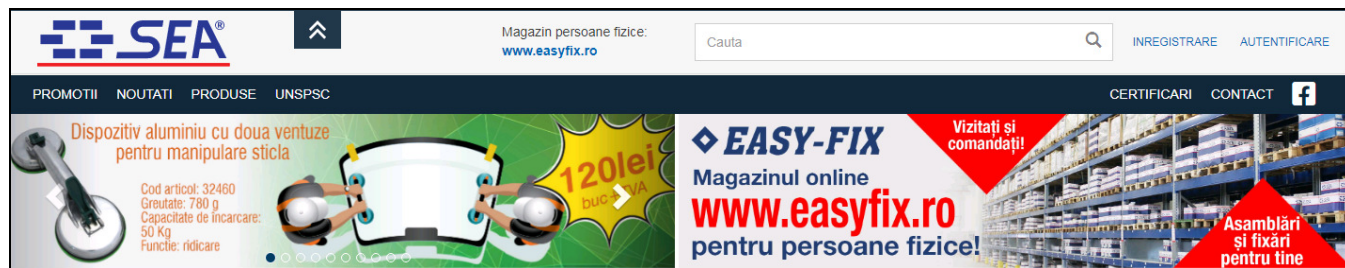 SEA®
Magazin persoane fizice:
www.easyfix.ro
Cauta
INREGISTRARE AUTENTIFICARE
PROMOTII NOUTATI PRODUSE UNSPSC
CERTIFICARI CONTACT
Dispozitiv aluminiu cu doua ventuze
pentru manipulare sticla
Cod articol: 32460
Greutate: 780 g
Capacitate de incarcare:
50 Kg
Functie: ridicare
120lei
buc+TVA
EASY-FIX
Magazinul online
www.easyfix.ro
pentru persoane fizice!
Vizitați și
comandați!
Asamblări
și fixări
pentru tine